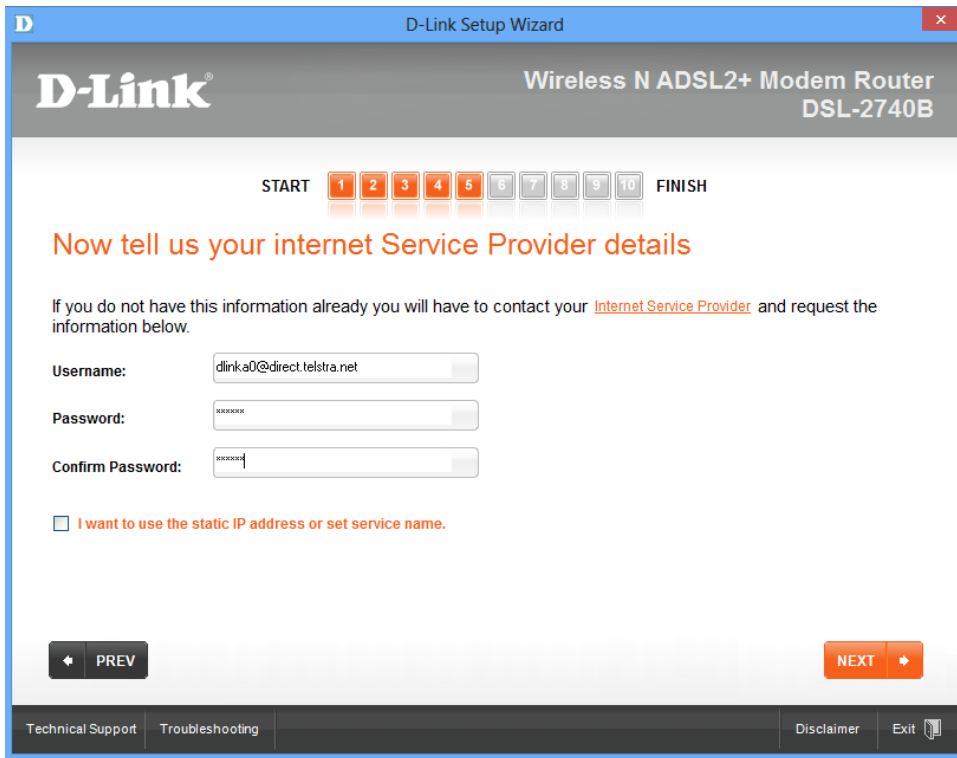 D-Link Setup Wizard
D-Link®
Wireless N ADSL2+ Modem Router
DSL-2740B
START 1 2 3 4 5 6 7 8 9 10 FINISH
Now tell us your internet Service Provider details
If you do not have this information already you will have to contact your Internet Service Provider and request the
information below.
Username: dlinka0@direct.telstra.net
Password: ××××××
Confirm Password: ××××××
I want to use the static IP address or set service name.
PREV NEXT
Technical Support Troubleshooting Disclaimer Exit